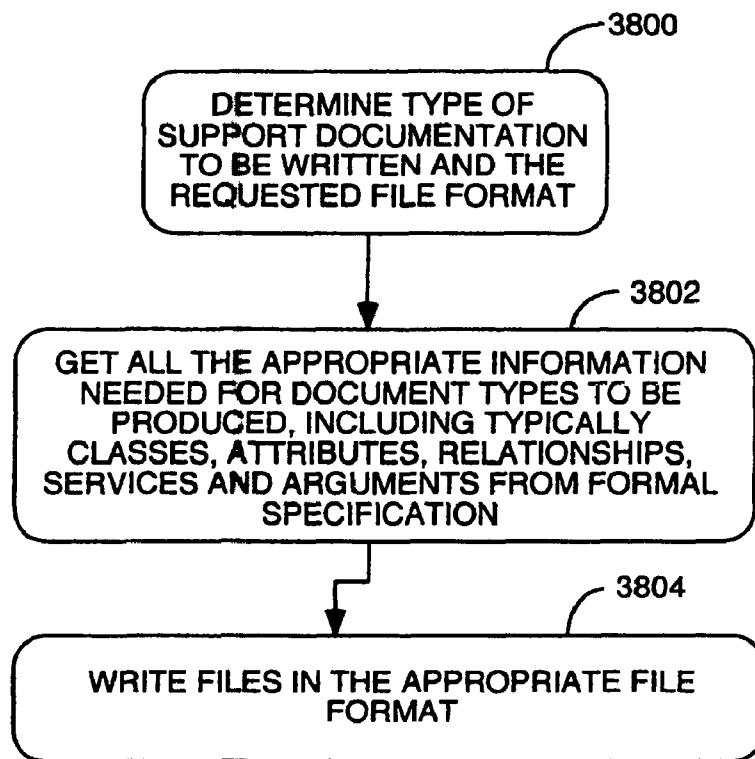 3800
DETERMINE TYPE OF
SUPPORT DOCUMENTATION
TO BE WRITTEN AND THE
REQUESTED FILE FORMAT
3802
GET ALL THE APPROPRIATE INFORMATION
NEEDED FOR DOCUMENT TYPES TO BE
PRODUCED, INCLUDING TYPICALLY
CLASSES, ATTRIBUTES, RELATIONSHIPS,
SERVICES AND ARGUMENTS FROM FORMAL
SPECIFICATION
3804
WRITE FILES IN THE APPROPRIATE FILE
FORMAT